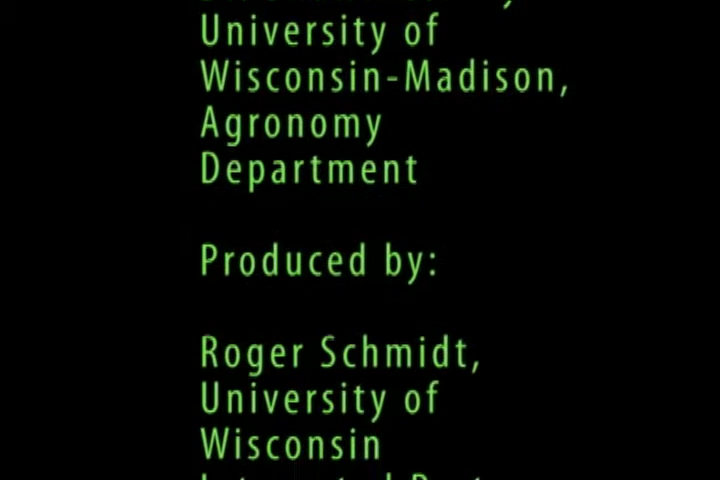 University of
Wisconsin-Madison,
Agronomy
Department
Produced by:
Roger Schmidt,
University of
Wisconsin